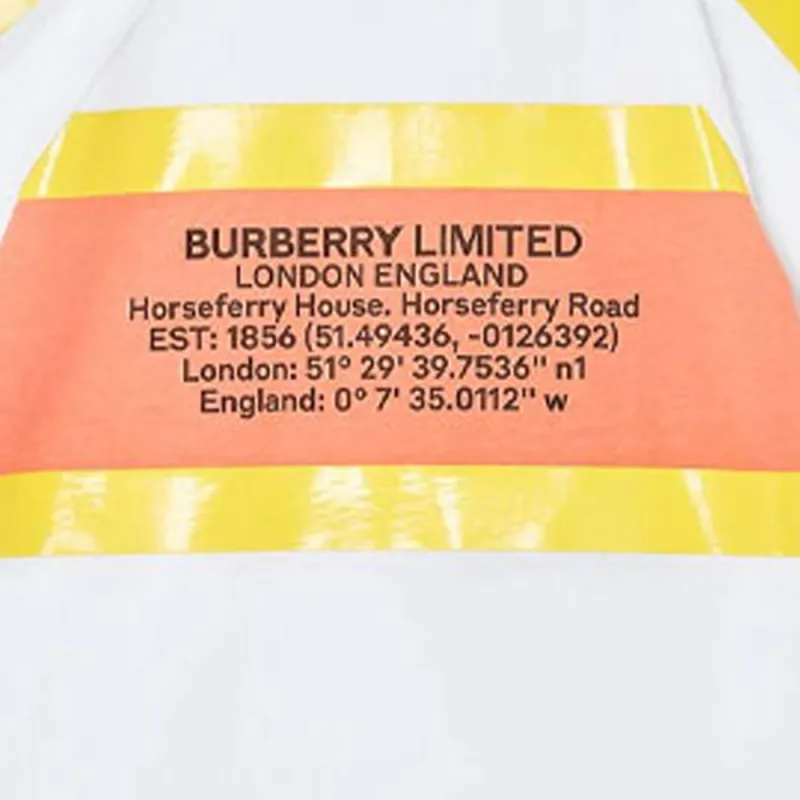 BURBERRY LIMITED
LONDON ENGLAND
Horseferry House. Horseferry Road
EST: 1856 (51.49436, -0126392)
London: 51° 29' 39.7536" n1
England: 0° 7' 35.0112" w